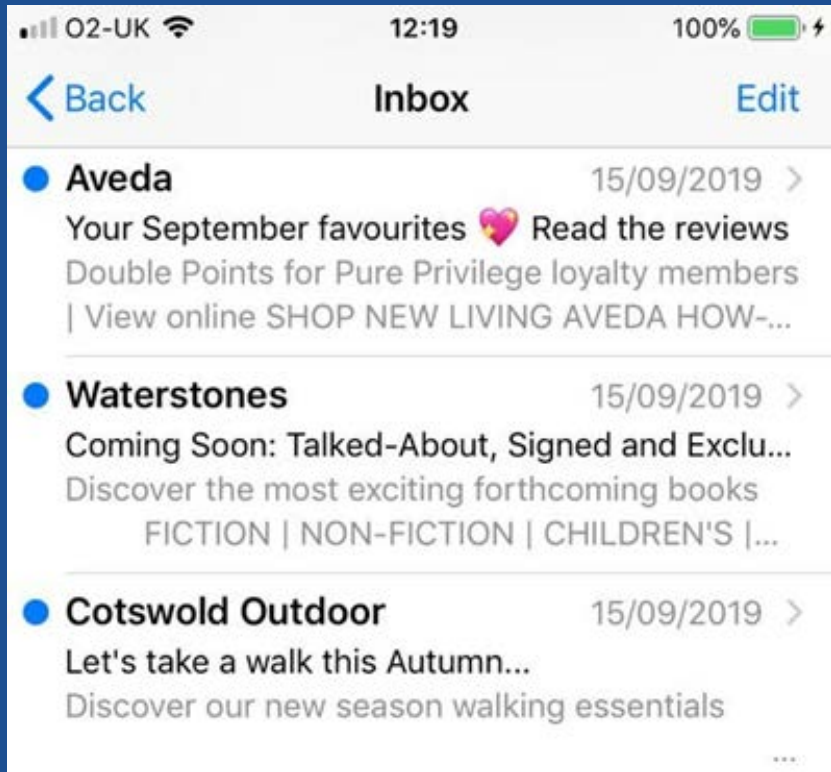 O2-UK 12:19 100%
Back Inbox Edit
Aveda 15/09/2019
Your September favourites 💖 Read the reviews
Double Points for Pure Privilege loyalty members
| View online SHOP NEW LIVING AVEDA HOW-...
Waterstones 15/09/2019
Coming Soon: Talked-About, Signed and Exclu...
Discover the most exciting forthcoming books
FICTION | NON-FICTION | CHILDREN'S |...
Cotswold Outdoor 15/09/2019
Let's take a walk this Autumn...
Discover our new season walking essentials
...